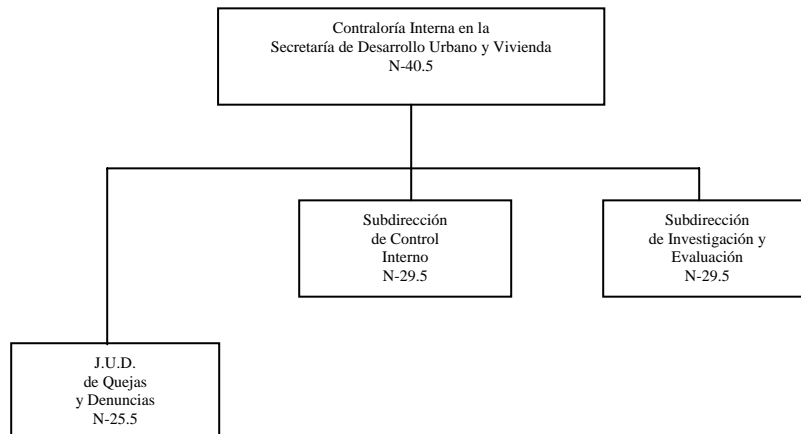 Contraloría Interna en la
Secretaría de Desarrollo Urbano y Vivienda
N-40.5
Subdirección
de Control
Interno
N-29.5
Subdirección
de Investigación y
Evaluación
N-29.5
J.U.D.
de Quejas
y Denuncias
N-25.5